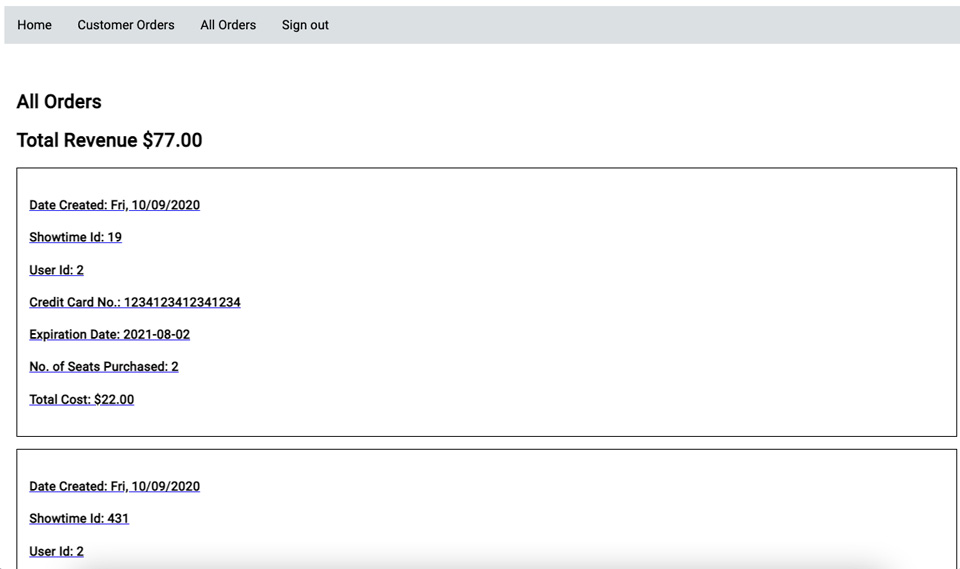 Home Customer Orders All Orders Sign out
All Orders
Total Revenue $77.00
Date Created: Fri, 10/09/2020
Showtime Id: 19
User Id: 2
Credit Card No.: 1234123412341234
Expiration Date: 2021-08-02
No. of Seats Purchased: 2
Total Cost: $22.00
Date Created: Fri, 10/09/2020
Showtime Id: 431
User Id: 2